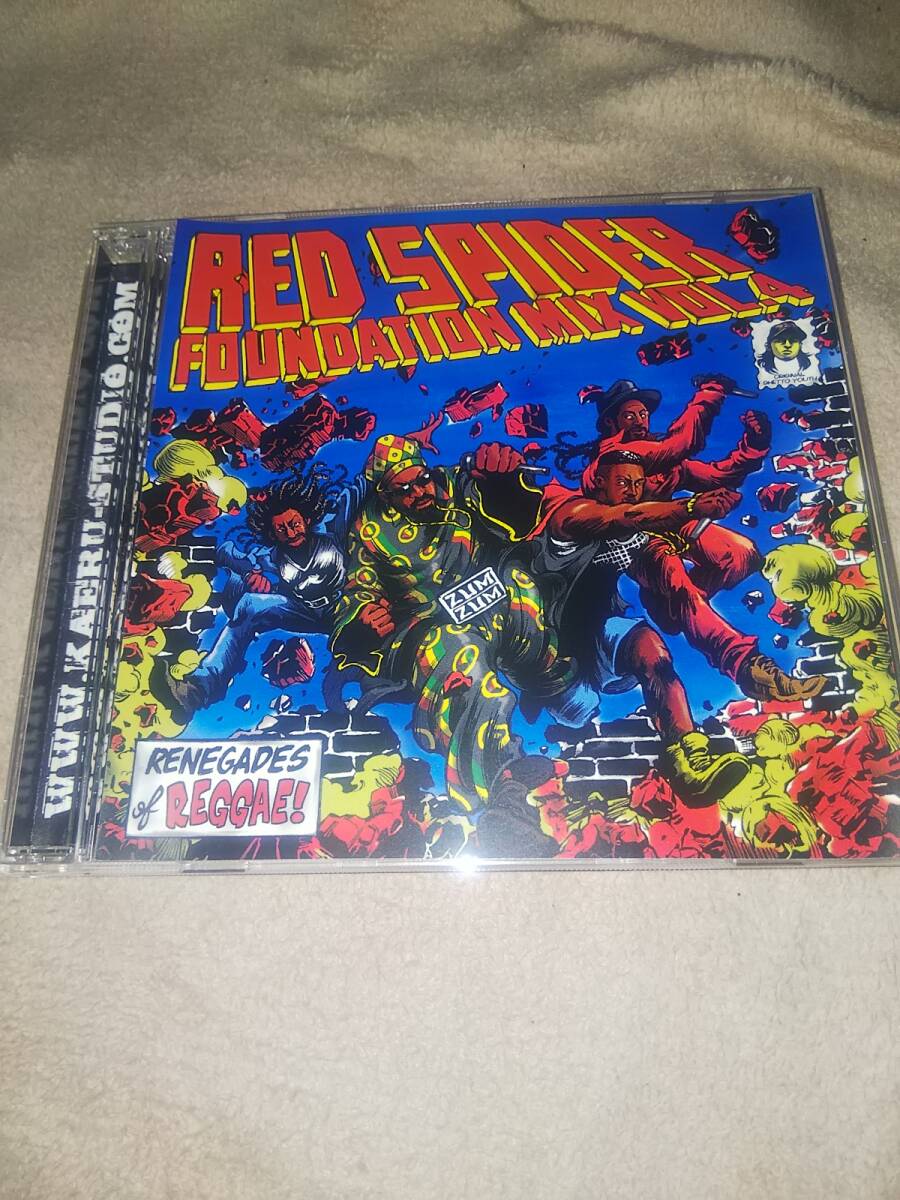 RED SPIDER
FOUNDATION MIX VOL.4
ORIGINAL
GHETTO YOUTH
ZUM
ZUM
RENEGADES
of REGGAE!
WWW.KAERU-STUDIO.COM